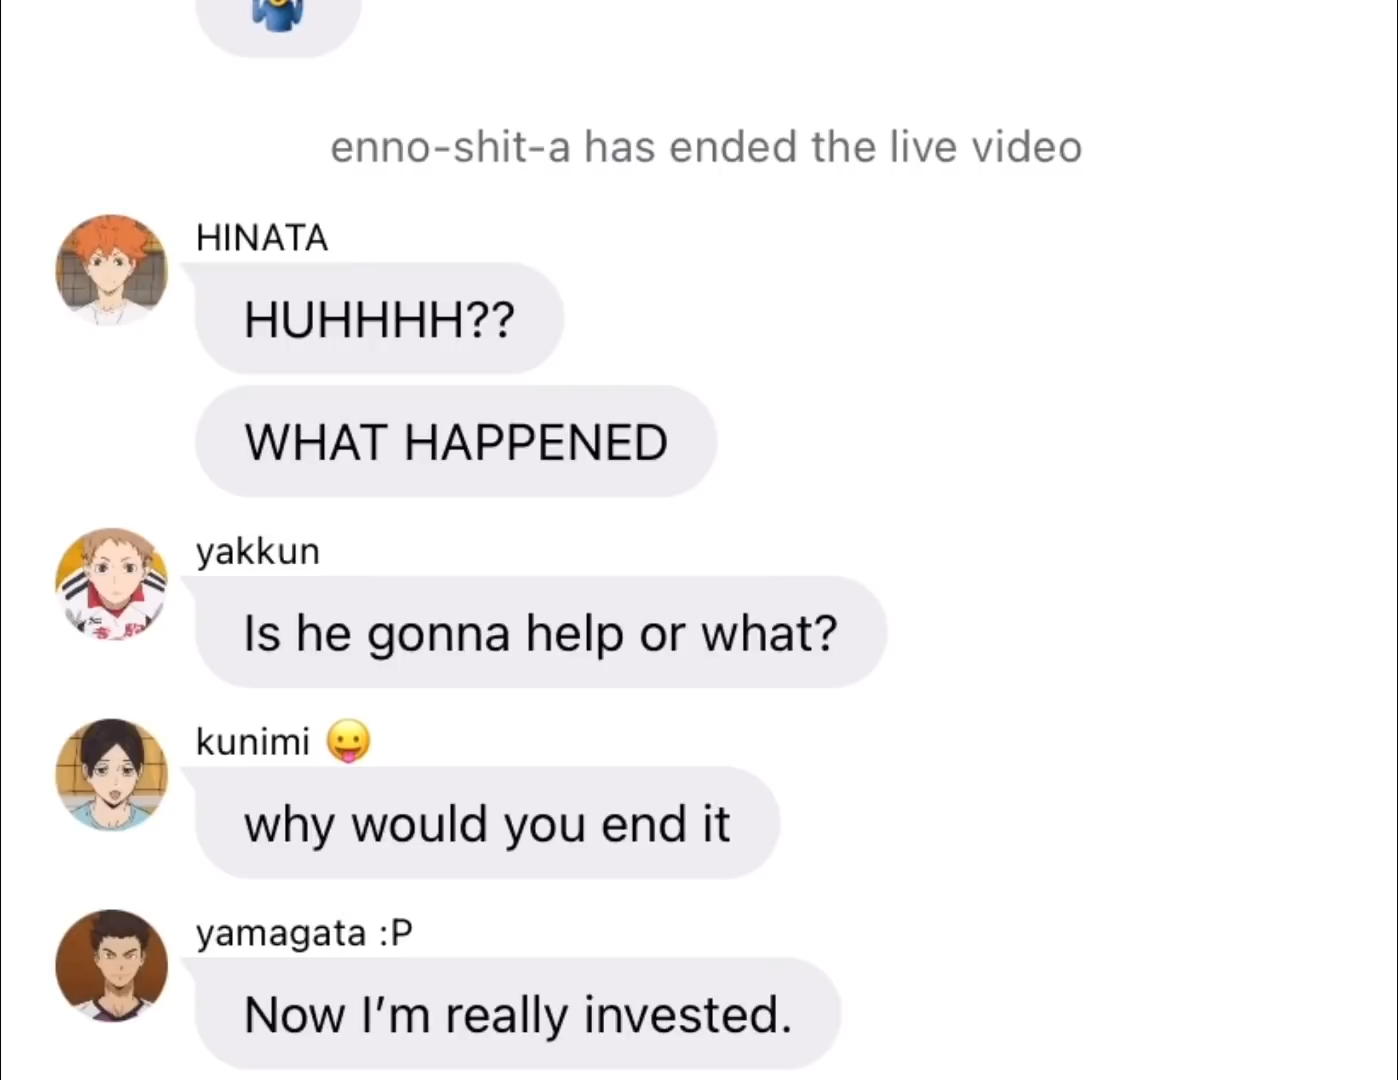 enno-shit-a has ended the live video
HINATA
HUHHHH??
WHAT HAPPENED
yakkun
Is he gonna help or what?
kunimi 😛
why would you end it
yamagata :P
Now I’m really invested.